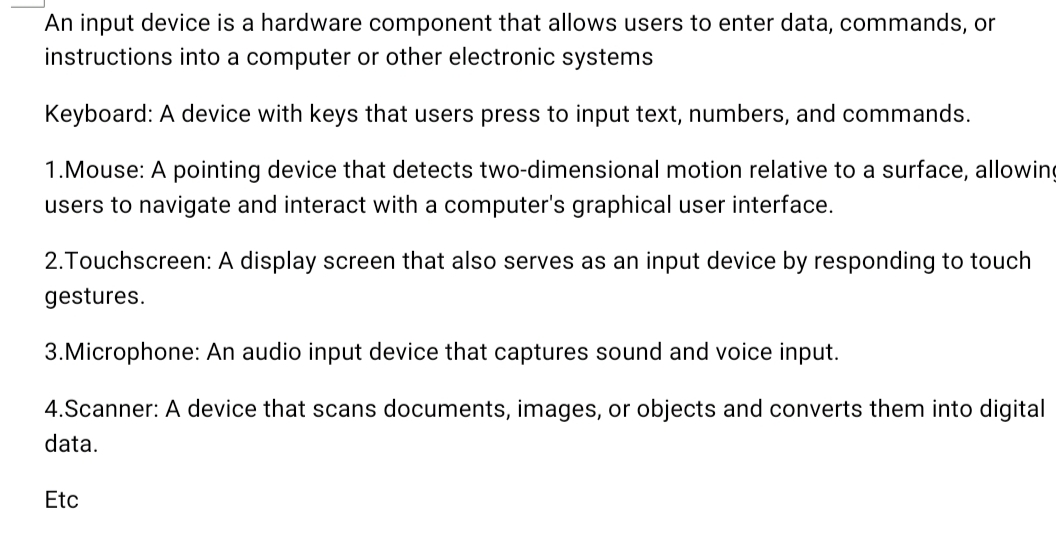 An input device is a hardware component that allows users to enter data, commands, or
instructions into a computer or other electronic systems
Keyboard: A device with keys that users press to input text, numbers, and commands.
1.Mouse: A pointing device that detects two-dimensional motion relative to a surface, allowing
users to navigate and interact with a computer's graphical user interface.
2.Touchscreen: A display screen that also serves as an input device by responding to touch
gestures.
3.Microphone: An audio input device that captures sound and voice input.
4.Scanner: A device that scans documents, images, or objects and converts them into digital
data.
Etc